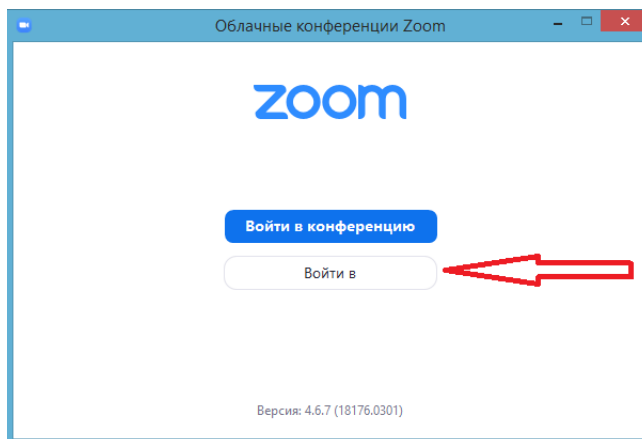 Облачные конференции Zoom
zoom
Войти в конференцию
Войти в
Версия: 4.6.7 (18176.0301)